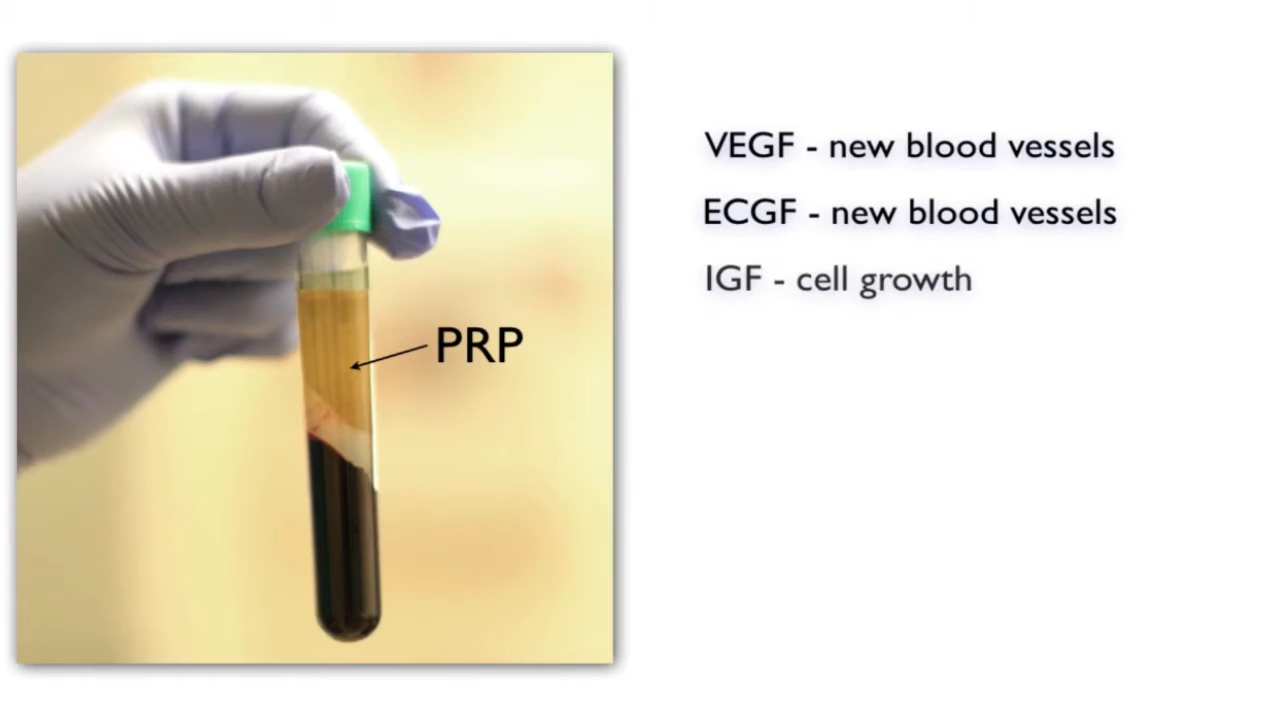 VEGF - new blood vessels
ECGF - new blood vessels
IGF - cell growth
PRP